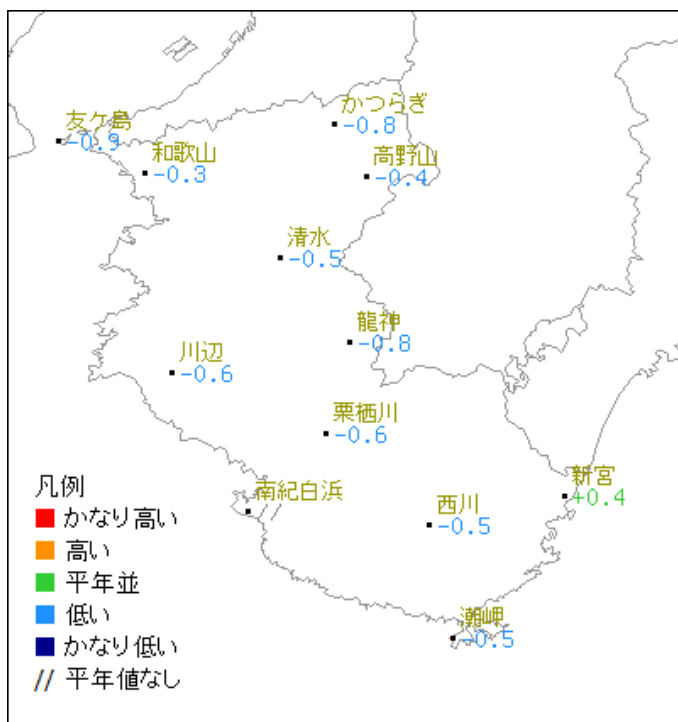 かつらぎ
-0.8
友ケ島
-0.9
和歌山
-0.3
高野山
-0.4
清水
-0.5
龍神
-0.8
川辺
-0.6
栗栖川
-0.6
新宮
+0.4
南紀白浜
//
西川
-0.5
潮岬
-0.5
凡例
かなり高い
高い
平年並
低い
かなり低い
// 平年値なし